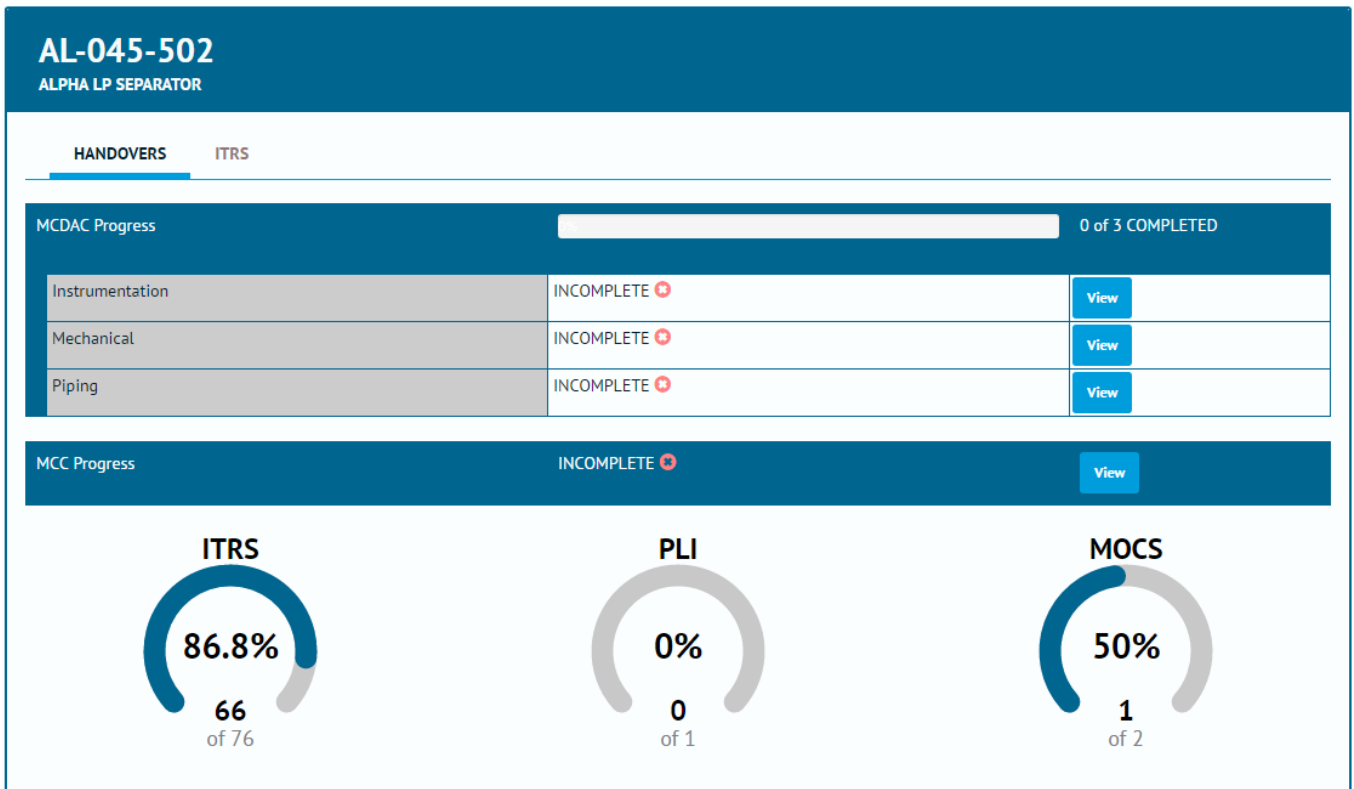 AL-045-502
ALPHA LP SEPARATOR
HANDOVERS ITRS
MCDAC Progress 0% 0 of 3 COMPLETED
Instrumentation INCOMPLETE View
Mechanical INCOMPLETE View
Piping INCOMPLETE View
MCC Progress INCOMPLETE View
ITRS PLI MOCS
86.8% 0% 50%
66 0 1
of 76 of 1 of 2